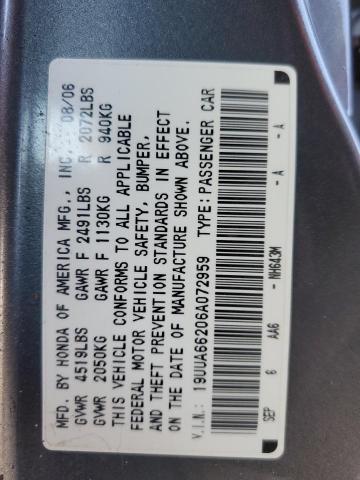 MFD. BY HONDA OF AMERICA MFG., INC. 08/06
GVWR 4519LBS GAWR F 2491LBS R 2072LBS
GVWR 2050KG GAWR F 1130KG R 940KG
THIS VEHICLE CONFORMS TO ALL APPLICABLE
FEDERAL MOTOR VEHICLE SAFETY, BUMPER,
AND THEFT PREVENTION STANDARDS IN EFFECT
ON THE DATE OF MANUFACTURE SHOWN ABOVE.
V.I.N.: 19UUA66206A072959 TYPE: PASSENGER CAR
SEP 6 AA6 - NH643M - A - A